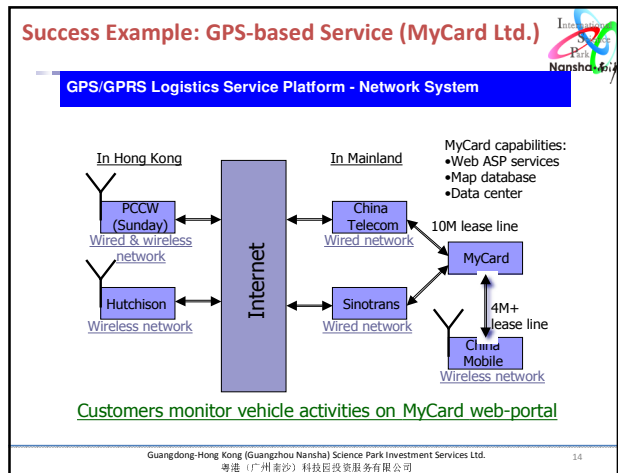 Success Example: GPS-based Service (MyCard Ltd.)
International
Science
Park
Nansha
GPS/GPRS Logistics Service Platform - Network System
In Hong Kong
In Mainland
MyCard capabilities:
•Web ASP services
•Map database
•Data center
PCCW
(Sunday)
Wired & wireless
network
Internet
China
Telecom
Wired network
10M lease line
MyCard
Hutchison
Wireless network
Sinotrans
Wired network
4M+
lease line
China
Mobile
Wireless network
Customers monitor vehicle activities on MyCard web-portal
Guangdong-Hong Kong (Guangzhou Nansha) Science Park Investment Services Ltd.
粤港（广州南沙）科技园投资服务有限公司
14